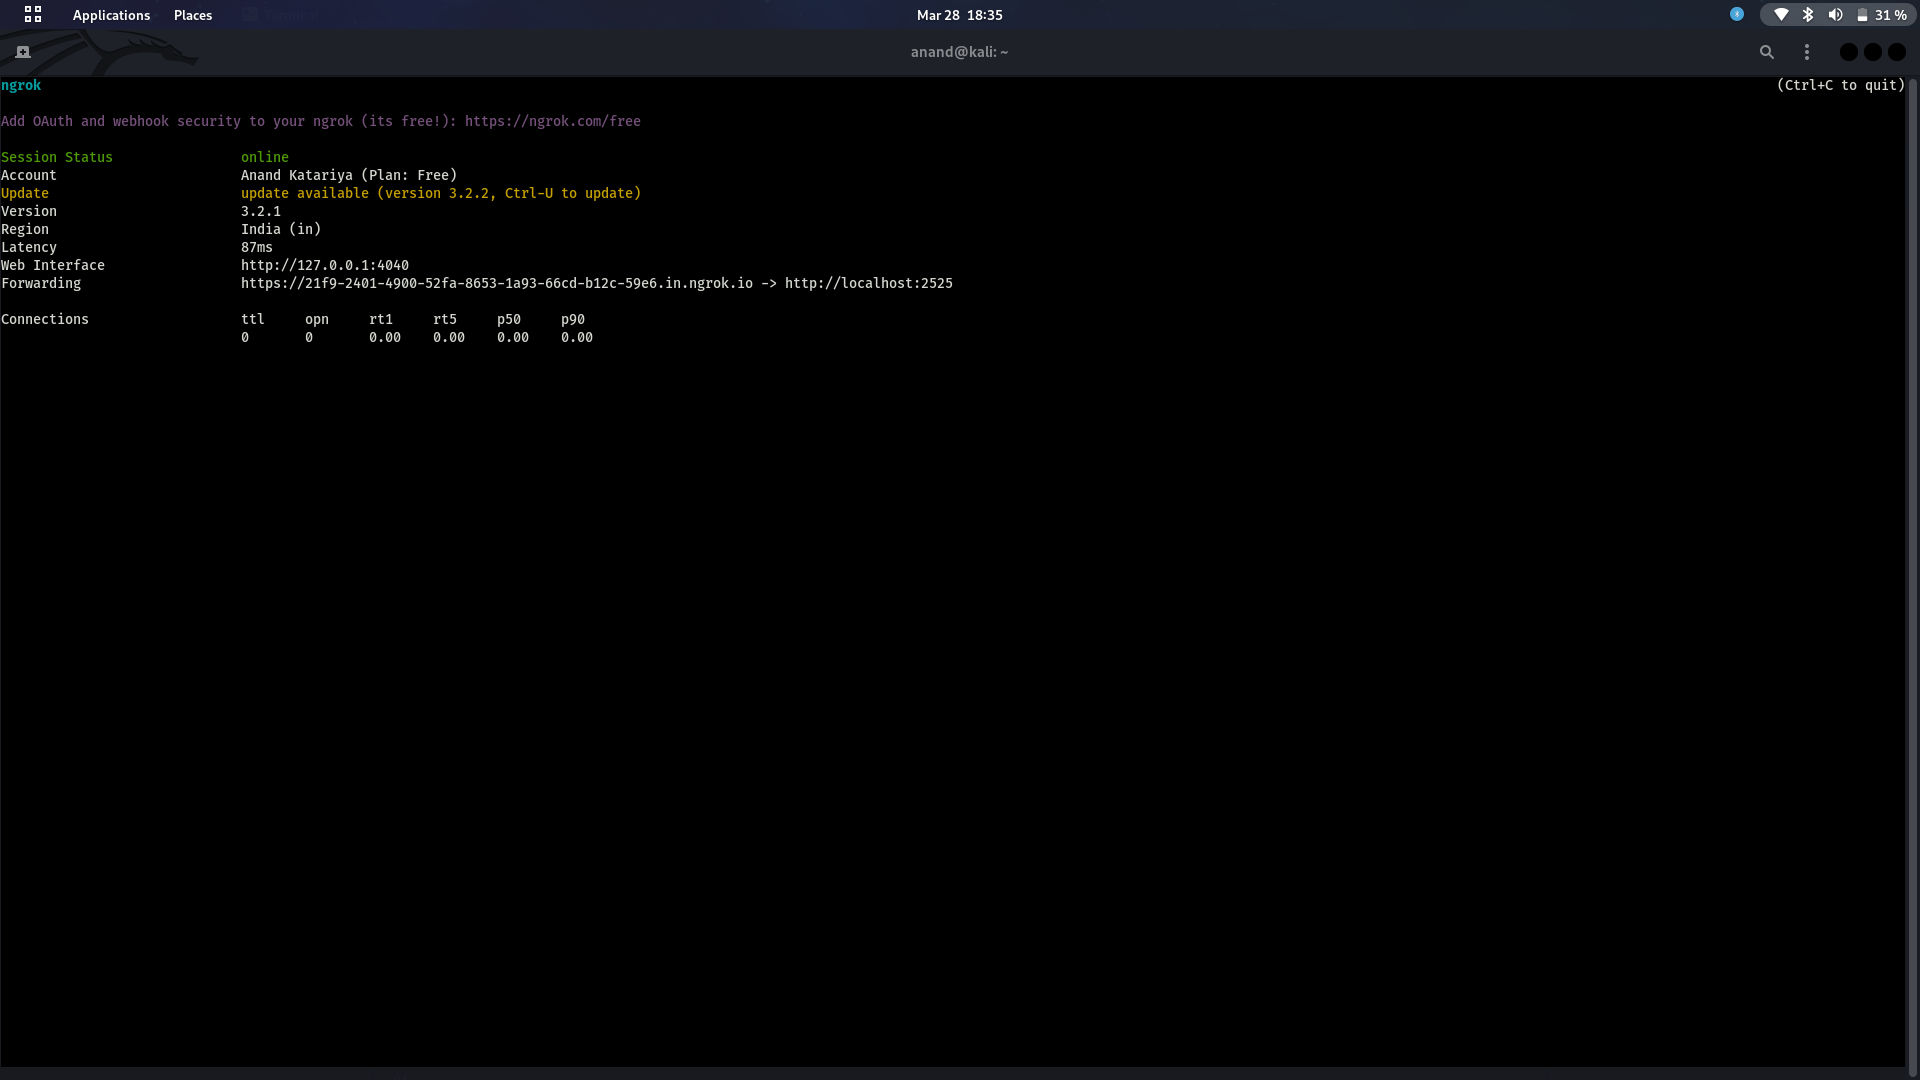 Applications Places Mar 28 18:35 31 %
anand@kali: ~
ngrok (Ctrl+C to quit)
Add OAuth and webhook security to your ngrok (its free!): https://ngrok.com/free
Session Status online
Account Anand Katariya (Plan: Free)
Update update available (version 3.2.2, Ctrl-U to update)
Version 3.2.1
Region India (in)
Latency 87ms
Web Interface http://127.0.0.1:4040
Forwarding https://21f9-2401-4900-52fa-8653-1a93-66cd-b12c-59e6.in.ngrok.io -> http://localhost:2525
Connections ttl opn rt1 rt5 p50 p90
0 0 0.00 0.00 0.00 0.00